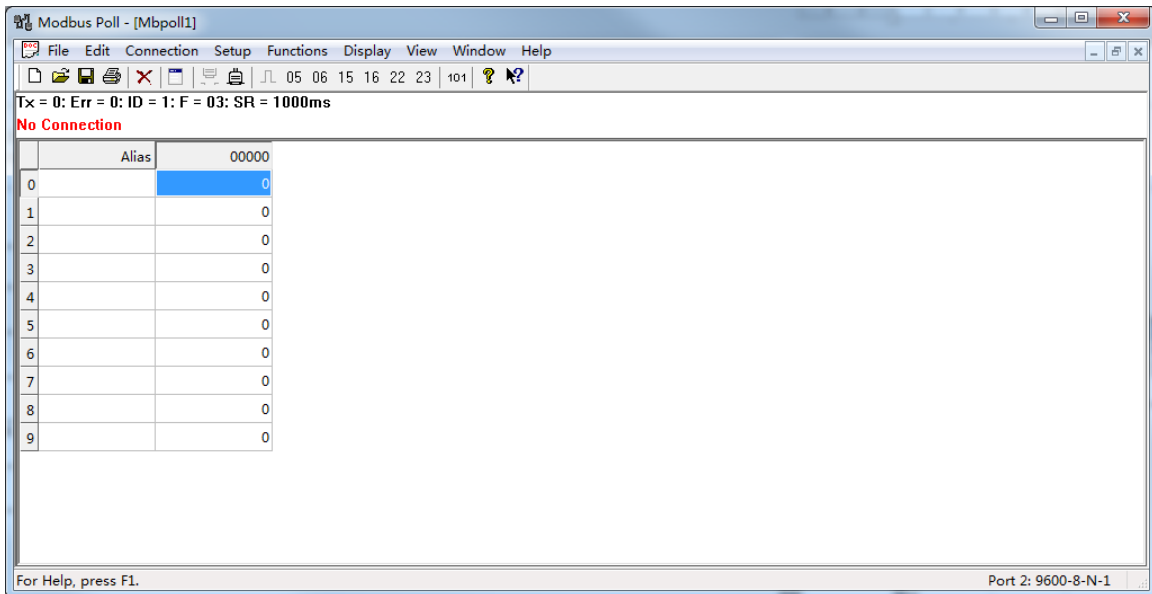 Modbus Poll - [Mbpoll1]
File Edit Connection Setup Functions Display View Window Help
05 06 15 16 22 23 101
Tx = 0: Err = 0: ID = 1: F = 03: SR = 1000ms
No Connection
Alias 00000
0 0
1 0
2 0
3 0
4 0
5 0
6 0
7 0
8 0
9 0
For Help, press F1. Port 2: 9600-8-N-1